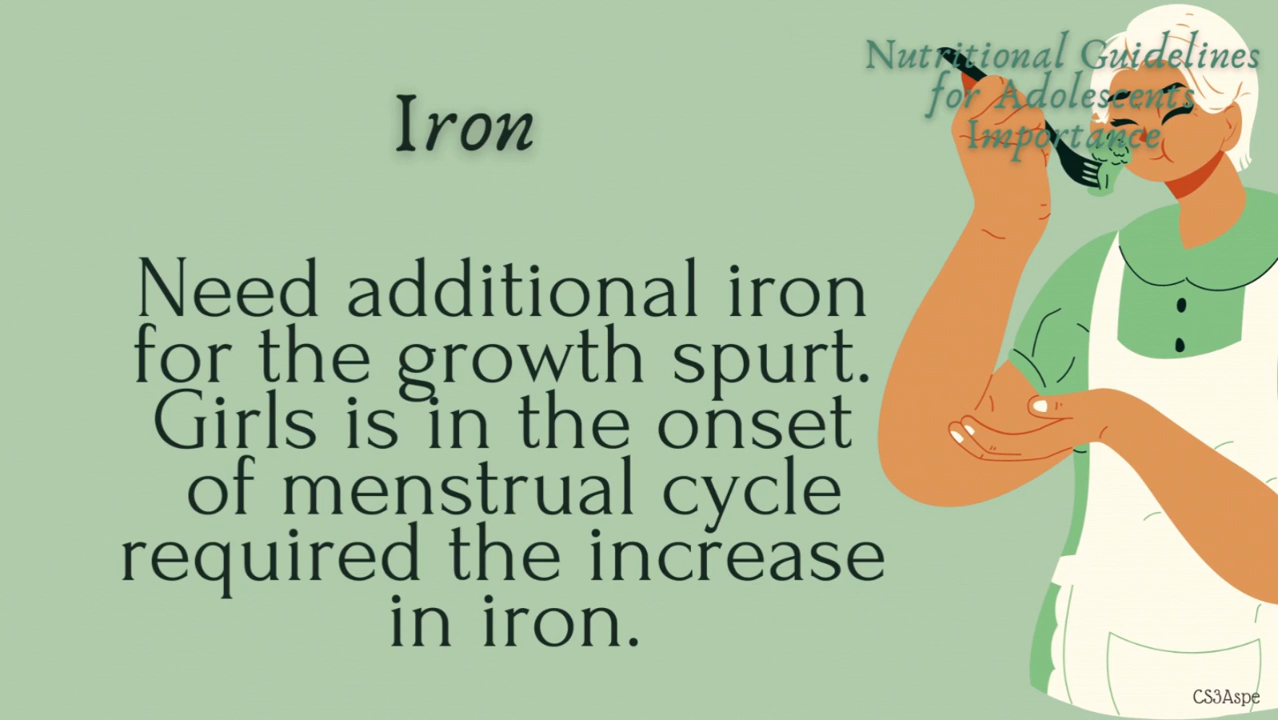 Nutritional Guidelines
for Adolescents
Importance
Iron
Need additional iron
for the growth spurt.
Girls is in the onset
of menstrual cycle
required the increase
in iron.
CS3Aspe